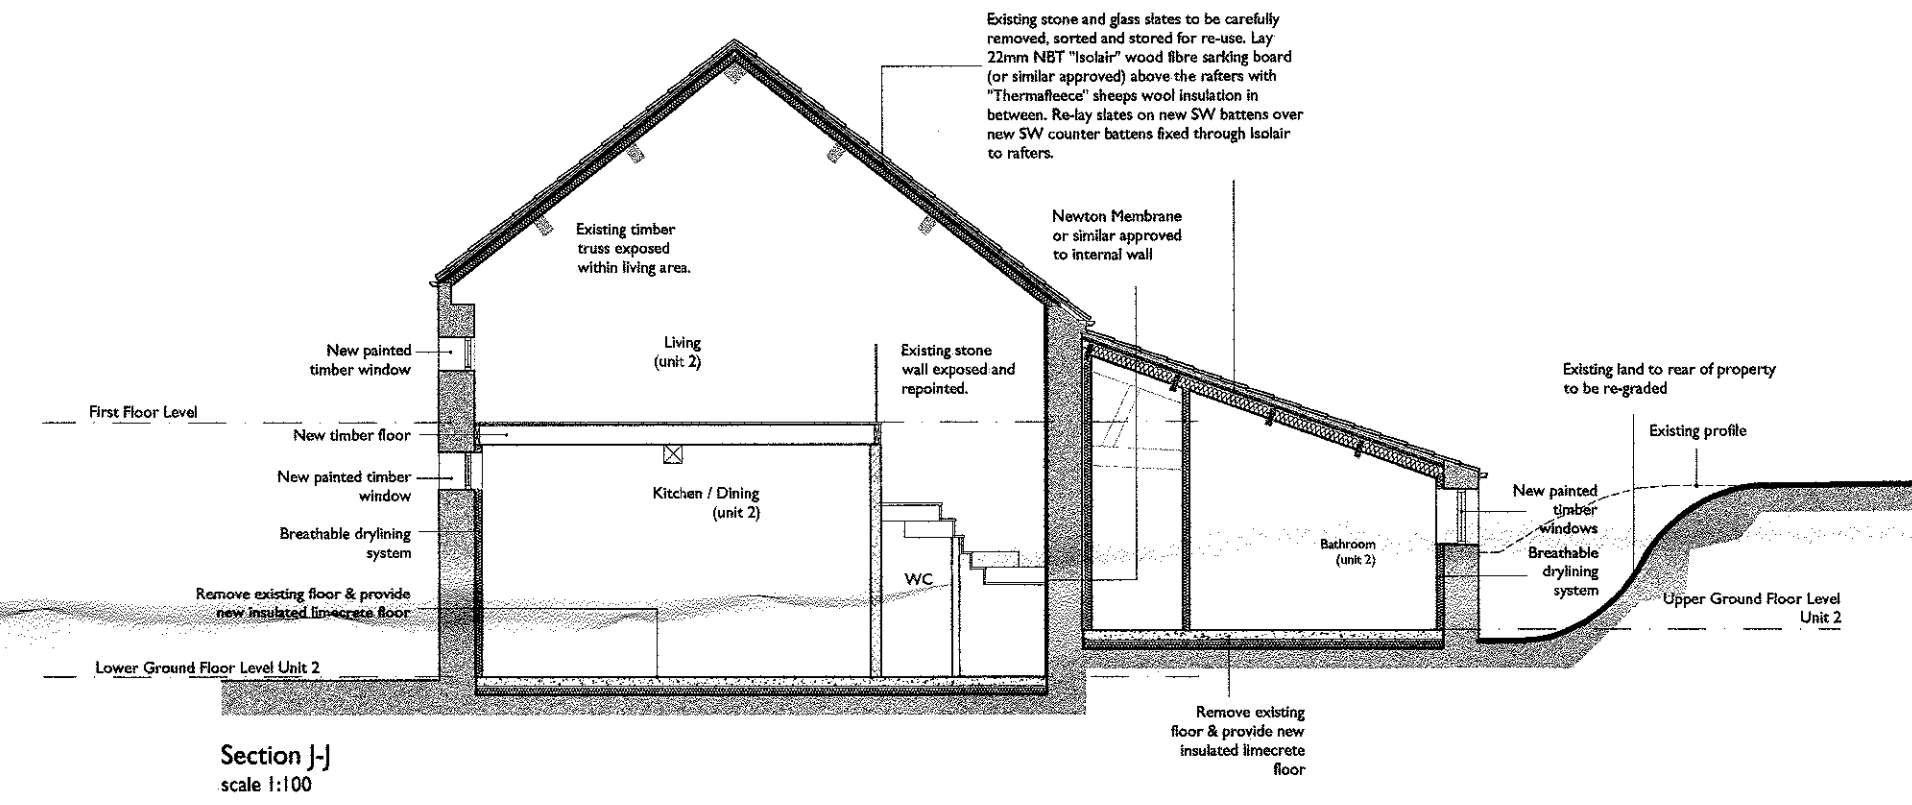 Existing stone and glass slates to be carefully
removed, sorted and stored for re-use. Lay
22mm NBT "Isolair" wood fibre sarking board
(or similar approved) above the rafters with
"Thermafleece" sheeps wool insulation in
between. Re-lay slates on new SW battens over
new SW counter battens fixed through Isolair
to rafters.
Newton Membrane
or similar approved
to internal wall
Existing timber
truss exposed
within living area.
New painted
timber window
Living
(unit 2)
Existing stone
wall exposed and
repointed.
Existing land to rear of property
to be re-graded
First Floor Level
New timber floor
Existing profile
New painted timber
window
Kitchen / Dining
(unit 2)
New painted
timber
windows
Breathable drylining
system
Bathroom
(unit 2)
Breathable
drylining
system
WC
Remove existing floor & provide
new insulated limecrete floor
Upper Ground Floor Level
Unit 2
Lower Ground Floor Level Unit 2
Remove existing
floor & provide new
insulated limecrete
floor
Section J-J
scale 1:100